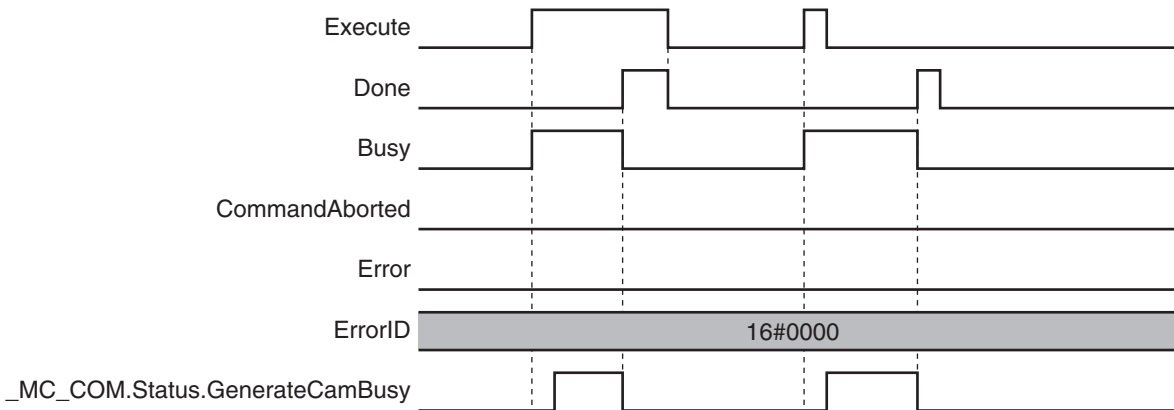 Execute
Done
Busy
CommandAborted
Error
ErrorID
16#0000
_MC_COM.Status.GenerateCamBusy